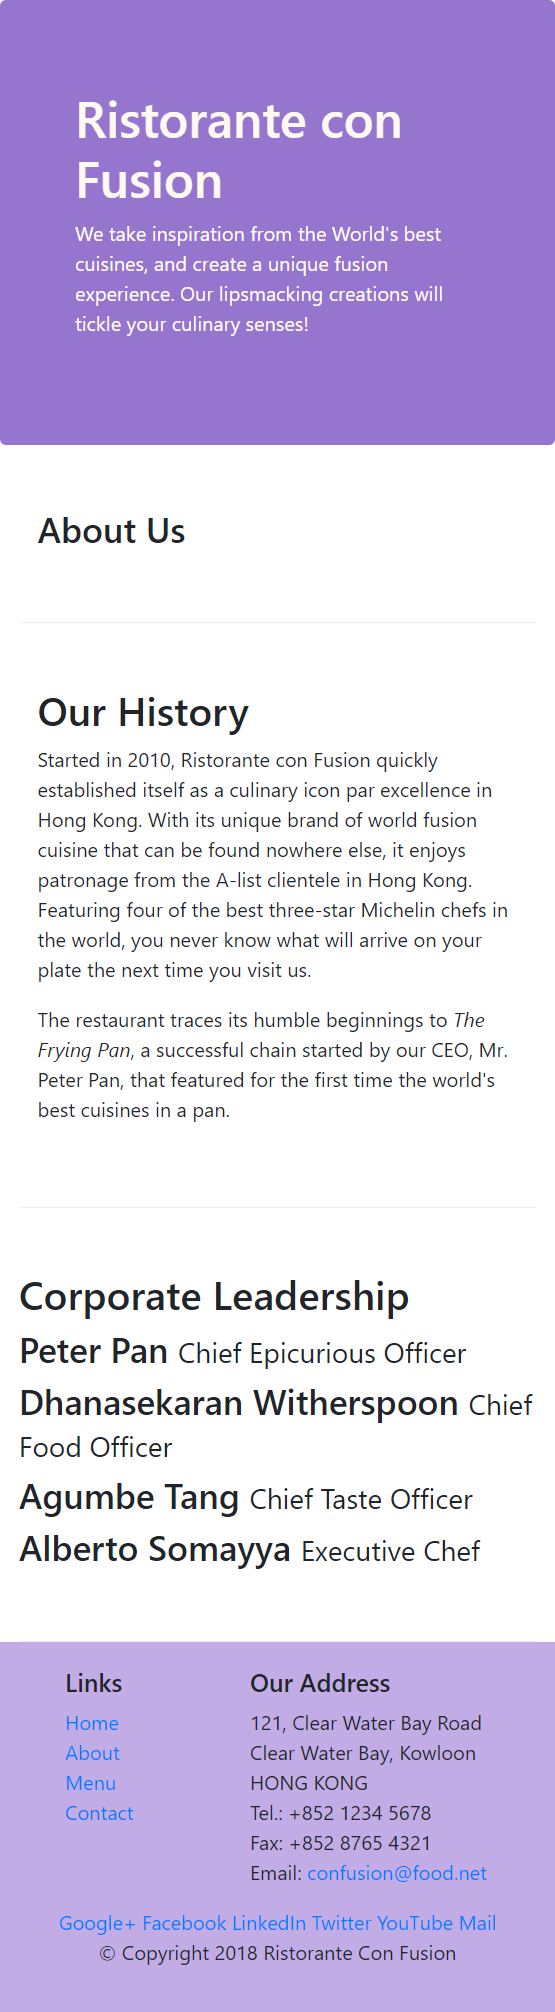 Ristorante con
Fusion
We take inspiration from the World's best
cuisines, and create a unique fusion
experience. Our lipsmacking creations will
tickle your culinary senses!
About Us
Our History
Started in 2010, Ristorante con Fusion quickly
established itself as a culinary icon par excellence in
Hong Kong. With its unique brand of world fusion
cuisine that can be found nowhere else, it enjoys
patronage from the A-list clientele in Hong Kong.
Featuring four of the best three-star Michelin chefs in
the world, you never know what will arrive on your
plate the next time you visit us.
The restaurant traces its humble beginnings to The
Frying Pan, a successful chain started by our CEO, Mr.
Peter Pan, that featured for the first time the world's
best cuisines in a pan.
Corporate Leadership
Peter Pan Chief Epicurious Officer
Dhanasekaran Witherspoon Chief
Food Officer
Agumbe Tang Chief Taste Officer
Alberto Somayya Executive Chef
Links
Home
About
Menu
Contact
Our Address
121, Clear Water Bay Road
Clear Water Bay, Kowloon
HONG KONG
Tel.: +852 1234 5678
Fax: +852 8765 4321
Email: confusion@food.net
Google+ Facebook LinkedIn Twitter YouTube Mail
© Copyright 2018 Ristorante Con Fusion